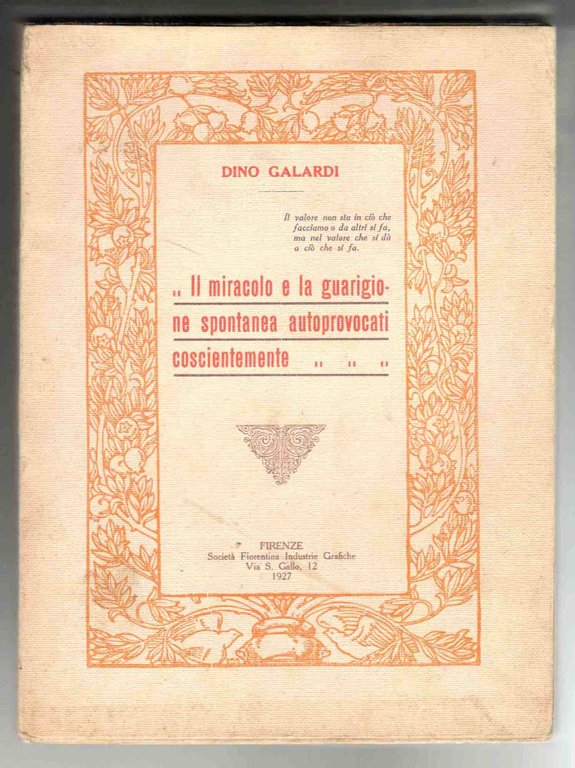 DINO GALARDI
Il valore non sta in ciò che
facciamo o da altri si fa,
ma nel valore che si dà
a ciò che si fa.
„ Il miracolo e la guarigio-
ne spontanea autoprovocati
coscientemente „ „ „
FIRENZE
Società Fiorentina Industrie Grafiche
Via S. Gallo, 12
1927